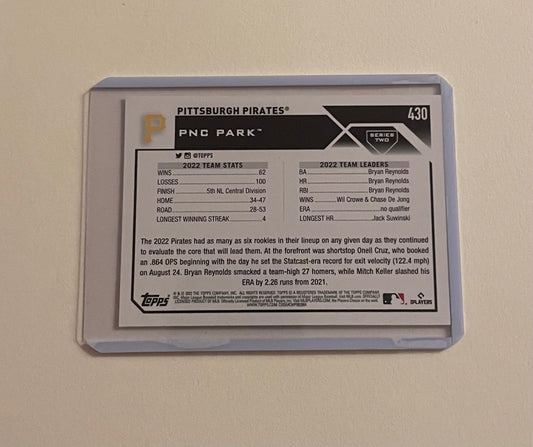 PITTSBURGH PIRATES®
430
P
PNC PARK™
SERIES TWO
@TOPPS
2022 TEAM STATS
WINS 62
LOSSES 100
FINISH 5th NL Central Division
HOME 34-47
ROAD 28-53
LONGEST WINNING STREAK 4
2022 TEAM LEADERS
BA Bryan Reynolds
HR Bryan Reynolds
RBI Bryan Reynolds
WINS Wil Crowe & Chase De Jong
ERA no qualifier
LONGEST HR Jack Suwinski
The 2022 Pirates had as many as six rookies in their lineup on any given day as they continued
to evaluate the core that will lead them. At the forefront was shortstop Oneil Cruz, who booked
an .864 OPS beginning with the day he set the Statcast-era record for exit velocity (122.4 mph)
on August 24. Bryan Reynolds smacked a team-high 27 homers, while Mitch Keller slashed his
ERA by 2.26 runs from 2021.
Topps
PLAYERS